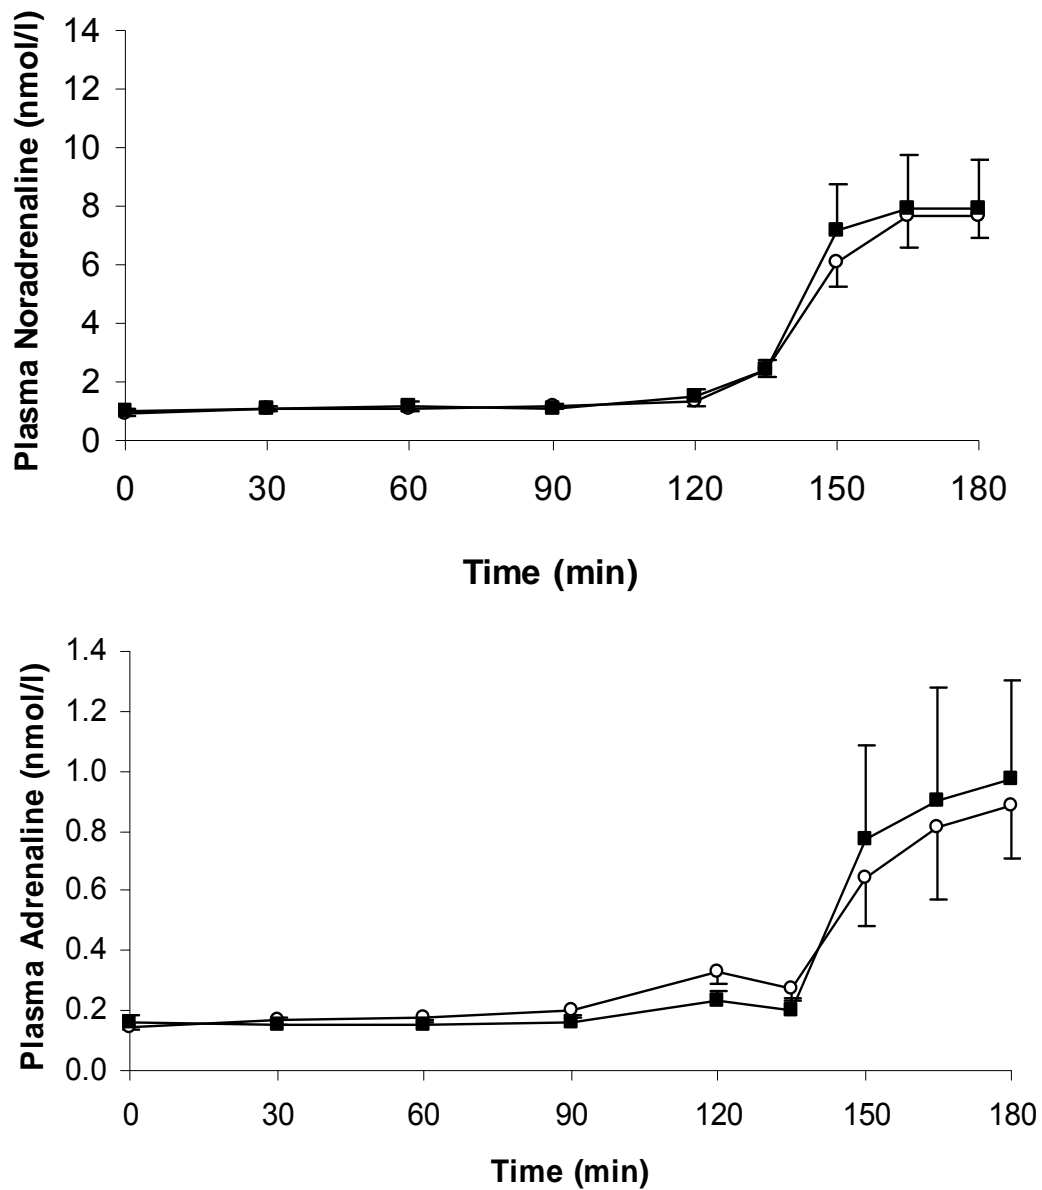 Plasma Noradrenaline (nmol/l)
14
12
10
8
6
4
2
0
0 30 60 90 120 150 180
Time (min)
Plasma Adrenaline (nmol/l)
1.4
1.2
1.0
0.8
0.6
0.4
0.2
0.0
0 30 60 90 120 150 180
Time (min)